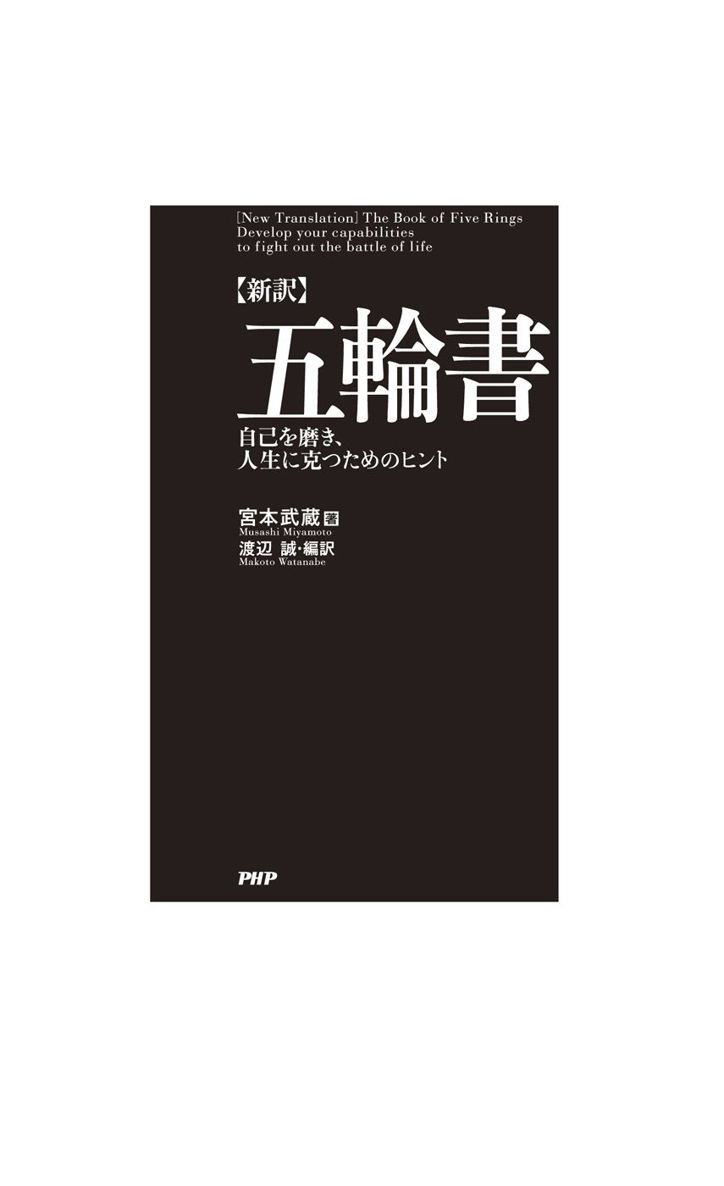 [New Translation] The Book of Five Rings
Develop your capabilities
to fight out the battle of life
【新訳】
五輪書
自己を磨き、
人生に克つためのヒント
宮本武蔵 著
Musashi Miyamoto
渡辺 誠・編訳
Makoto Watanabe
PHP